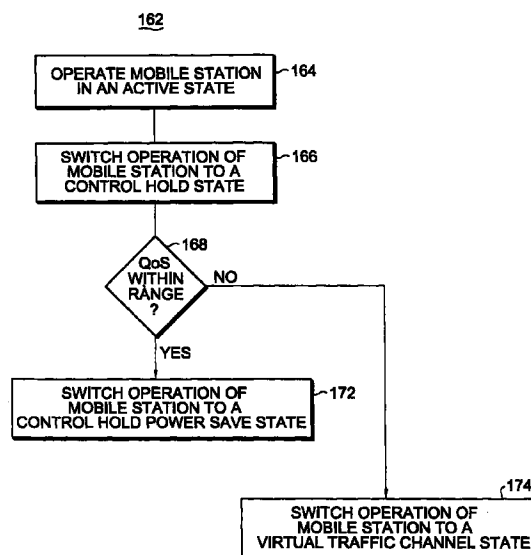 162
OPERATE MOBILE STATION
IN AN ACTIVE STATE
164
SWITCH OPERATION OF
MOBILE STATION TO A
CONTROL HOLD STATE
166
168
QoS
WITHIN
RANGE
?
NO
YES
SWITCH OPERATION OF
MOBILE STATION TO A
CONTROL HOLD POWER SAVE STATE
172
174
SWITCH OPERATION OF
MOBILE STATION TO A
VIRTUAL TRAFFIC CHANNEL STATE